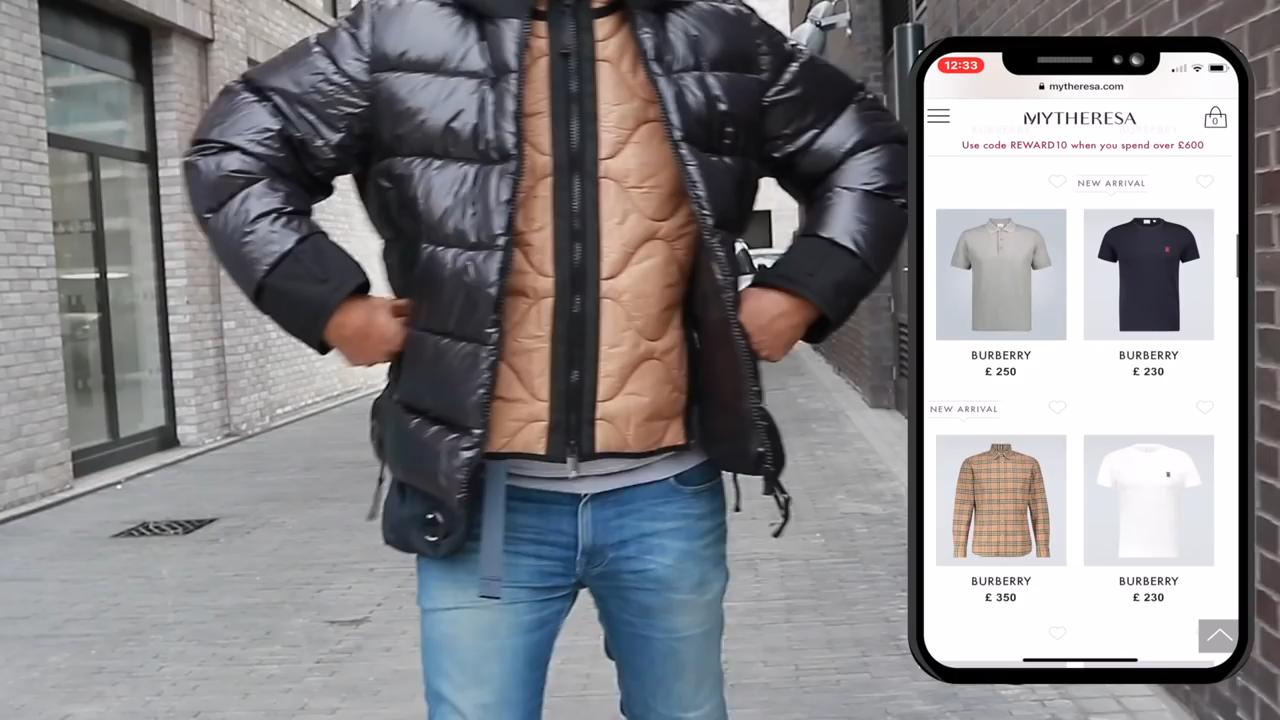 12:33
mytheresa.com
MYTHERESA
0
Use code REWARD10 when you spend over £600
NEW ARRIVAL
BURBERRY
£ 250
BURBERRY
£ 230
NEW ARRIVAL
BURBERRY
£ 350
BURBERRY
£ 230